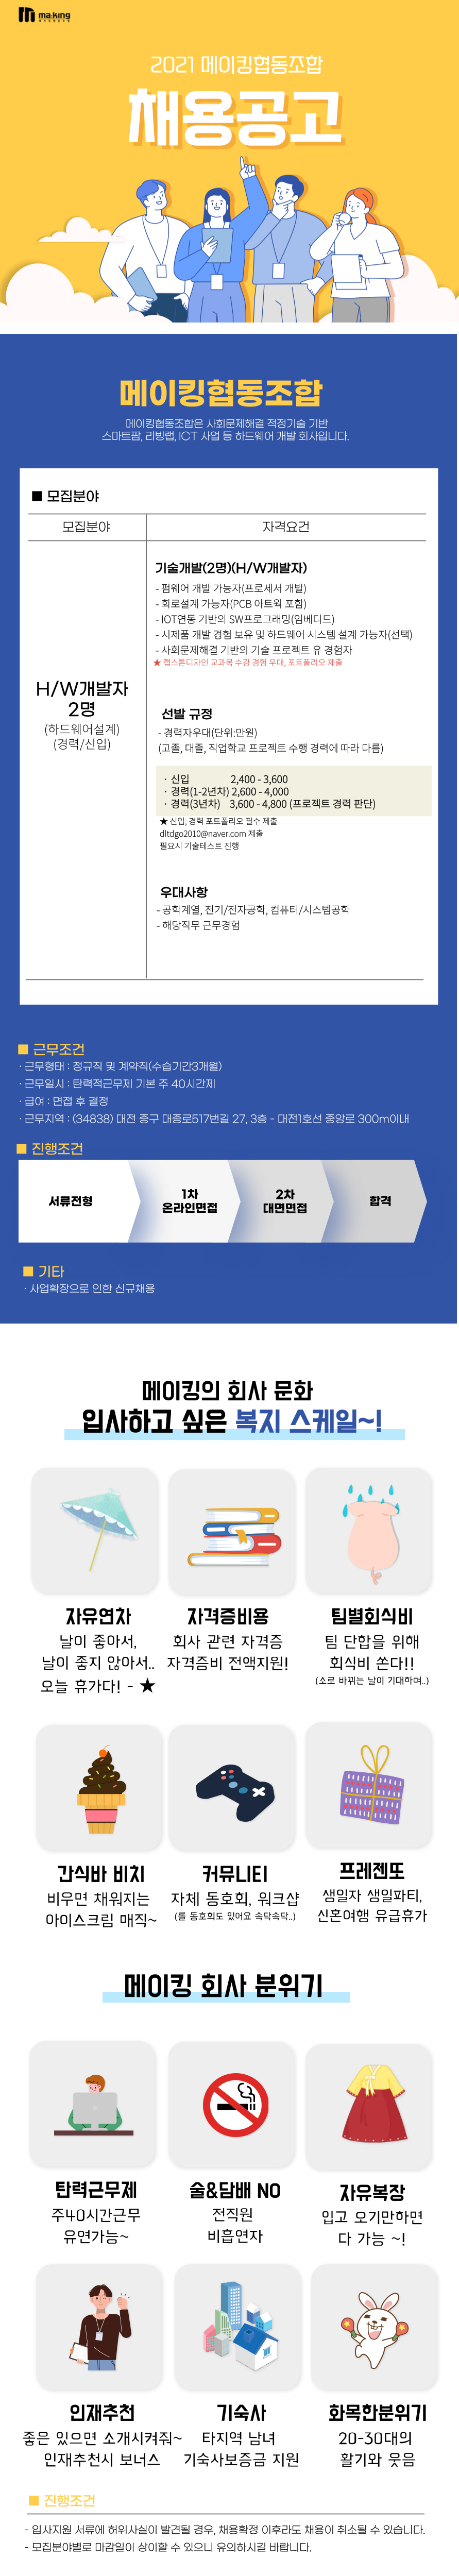 making
2021 메이킹협동조합
채용공고
메이킹협동조합
메이킹협동조합은 사회문제해결 적정기술 기반
스마트팜, 리빙랩, ICT 사업 등 하드웨어 개발 회사입니다.
■ 모집분야
모집분야
자격요건
H/W개발자
2명
(하드웨어설계)
(경력/신입)
기술개발(2명)(H/W개발자)
- 펌웨어 개발 가능자(프로세서 개발)
- 회로설계 가능자(PCB 아트웍 포함)
- IOT연동 기반의 SW프로그래밍(임베디드)
- 시제품 개발 경험 보유 및 하드웨어 시스템 설계 가능자(선택)
- 사회문제해결 기반의 기술 프로젝트 유 경험자
★ 캡스톤디자인 교과목 수강 경험 우대, 포트폴리오 제출
선발 규정
- 경력자우대(단위:만원)
(고졸, 대졸, 직업학교 프로젝트 수행 경력에 따라 다름)
· 신입 2,400 - 3,600
· 경력(1-2년차) 2,600 - 4,000
· 경력(3년차) 3,600 - 4,800 (프로젝트 경력 판단)
★ 신입, 경력 포트폴리오 필수 제출
dltdgo2010@naver.com 제출
필요시 기술테스트 진행
우대사항
- 공학계열, 전기/전자공학, 컴퓨터/시스템공학
- 해당직무 근무경험
■ 근무조건
· 근무형태 : 정규직 및 계약직(수습기간3개월)
· 근무일시 : 탄력적근무제 기본 주 40시간제
· 급여 : 면접 후 결정
· 근무지역 : (34838) 대전 중구 대종로517번길 27, 3층 - 대전1호선 중앙로 300m이내
■ 진행조건
서류전형
1차
온라인면접
2차
대면면접
합격
■ 기타
· 사업확장으로 인한 신규채용
메이킹의 회사 문화
입사하고 싶은 복지 스케일~!
자유연차
날이 좋아서,
날이 좋지 않아서..
오늘 휴가다! - ★
자격증비용
회사 관련 자격증
자격증비 전액지원!
팀별회식비
팀 단합을 위해
회식비 쏜다!!
(소로 바뀌는 날이 기대하며..)
간식바 비치
비우면 채워지는
아이스크림 매직~
커뮤니티
자체 동호회, 워크샵
(롤 동호회도 있어요 속닥속닥..)
프레젠또
생일자 생일파티,
신혼여행 유급휴가
메이킹 회사 분위기
탄력근무제
주40시간근무
유연가능~
술&담배 NO
전직원
비흡연자
자유복장
입고 오기만하면
다 가능 ~!
인재추천
좋은 있으면 소개시켜줘~
인재추천시 보너스
기숙사
타지역 남녀
기숙사보증금 지원
화목한분위기
20-30대의
활기와 웃음
■ 진행조건
- 입사지원 서류에 허위사실이 발견될 경우, 채용확정 이후라도 채용이 취소될 수 있습니다.
- 모집분야별로 마감일이 상이할 수 있으니 유의하시길 바랍니다.